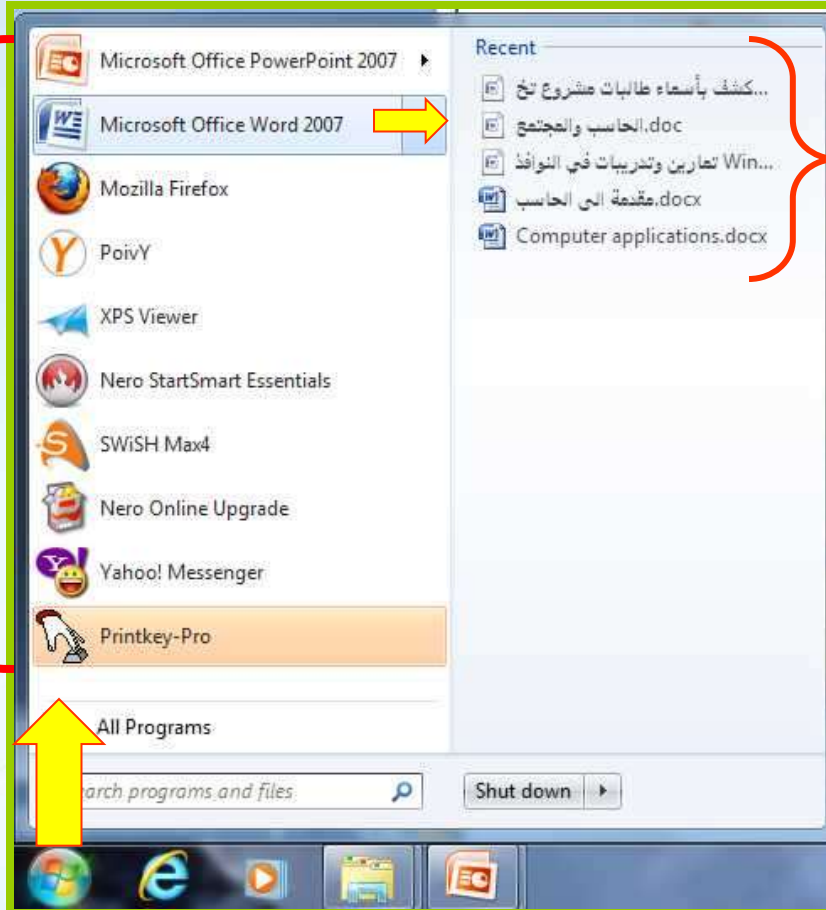 Microsoft Office PowerPoint 2007
Microsoft Office Word 2007
Mozilla Firefox
PoivY
XPS Viewer
Nero StartSmart Essentials
SWiSH Max4
Nero Online Upgrade
Yahoo! Messenger
Printkey-Pro
All Programs
programs and files
Recent
كشف بأسماء طالبات مشروع تخ...
الحاسب والمجتمع.doc
تمارين وتدريبات في النوافذ Win...
مقدمة الى الحاسب.docx
Computer applications.docx
Shut down